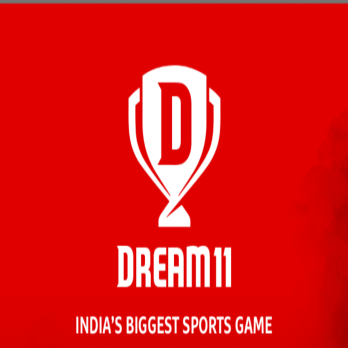 D
DREAM11
INDIA'S BIGGEST SPORTS GAME